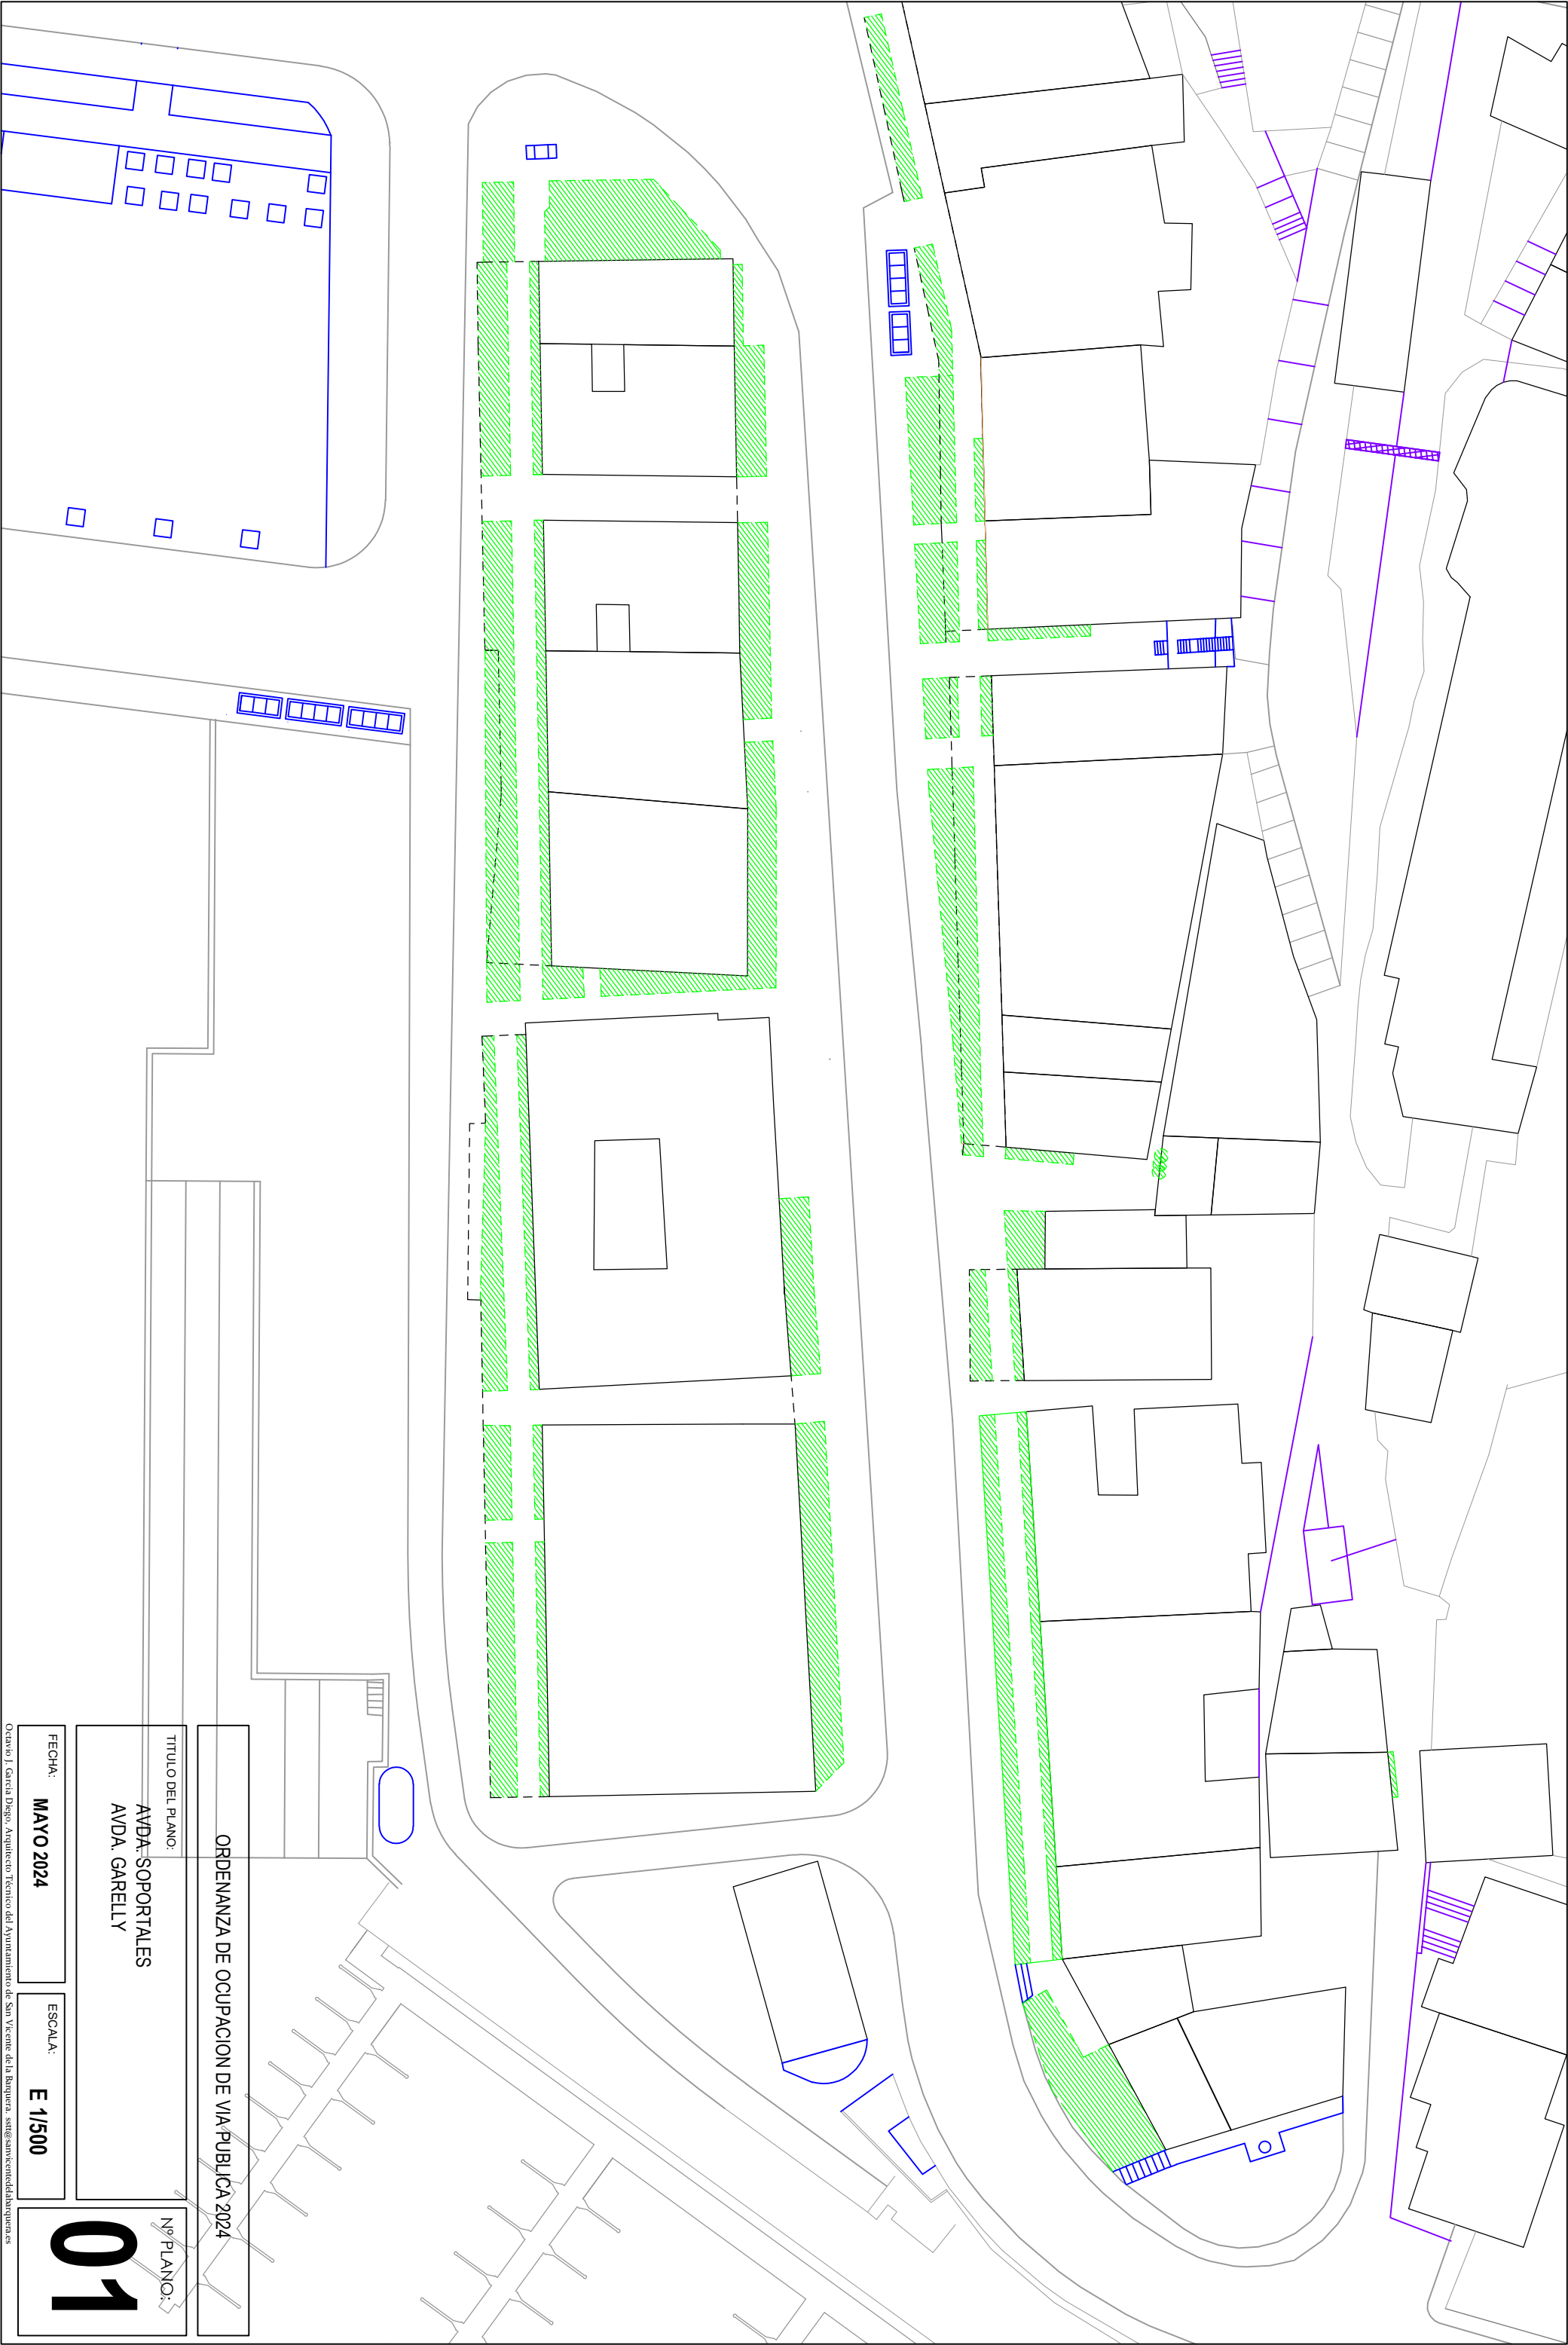 ORDENANZA DE OCUPACION DE VIA PUBLICA 2024
TITULO DEL PLANO:
AVDA. SOPORTALES
AVDA. GARELLY
Nº PLANO:
01
FECHA:
MAYO 2024
ESCALA:
E 1/500
Octavio J. Garcia Diego, Arquitecto Técnico del Ayuntamiento de San Vicente de la Barquera. sstt@sanvicentedelabarquera.es